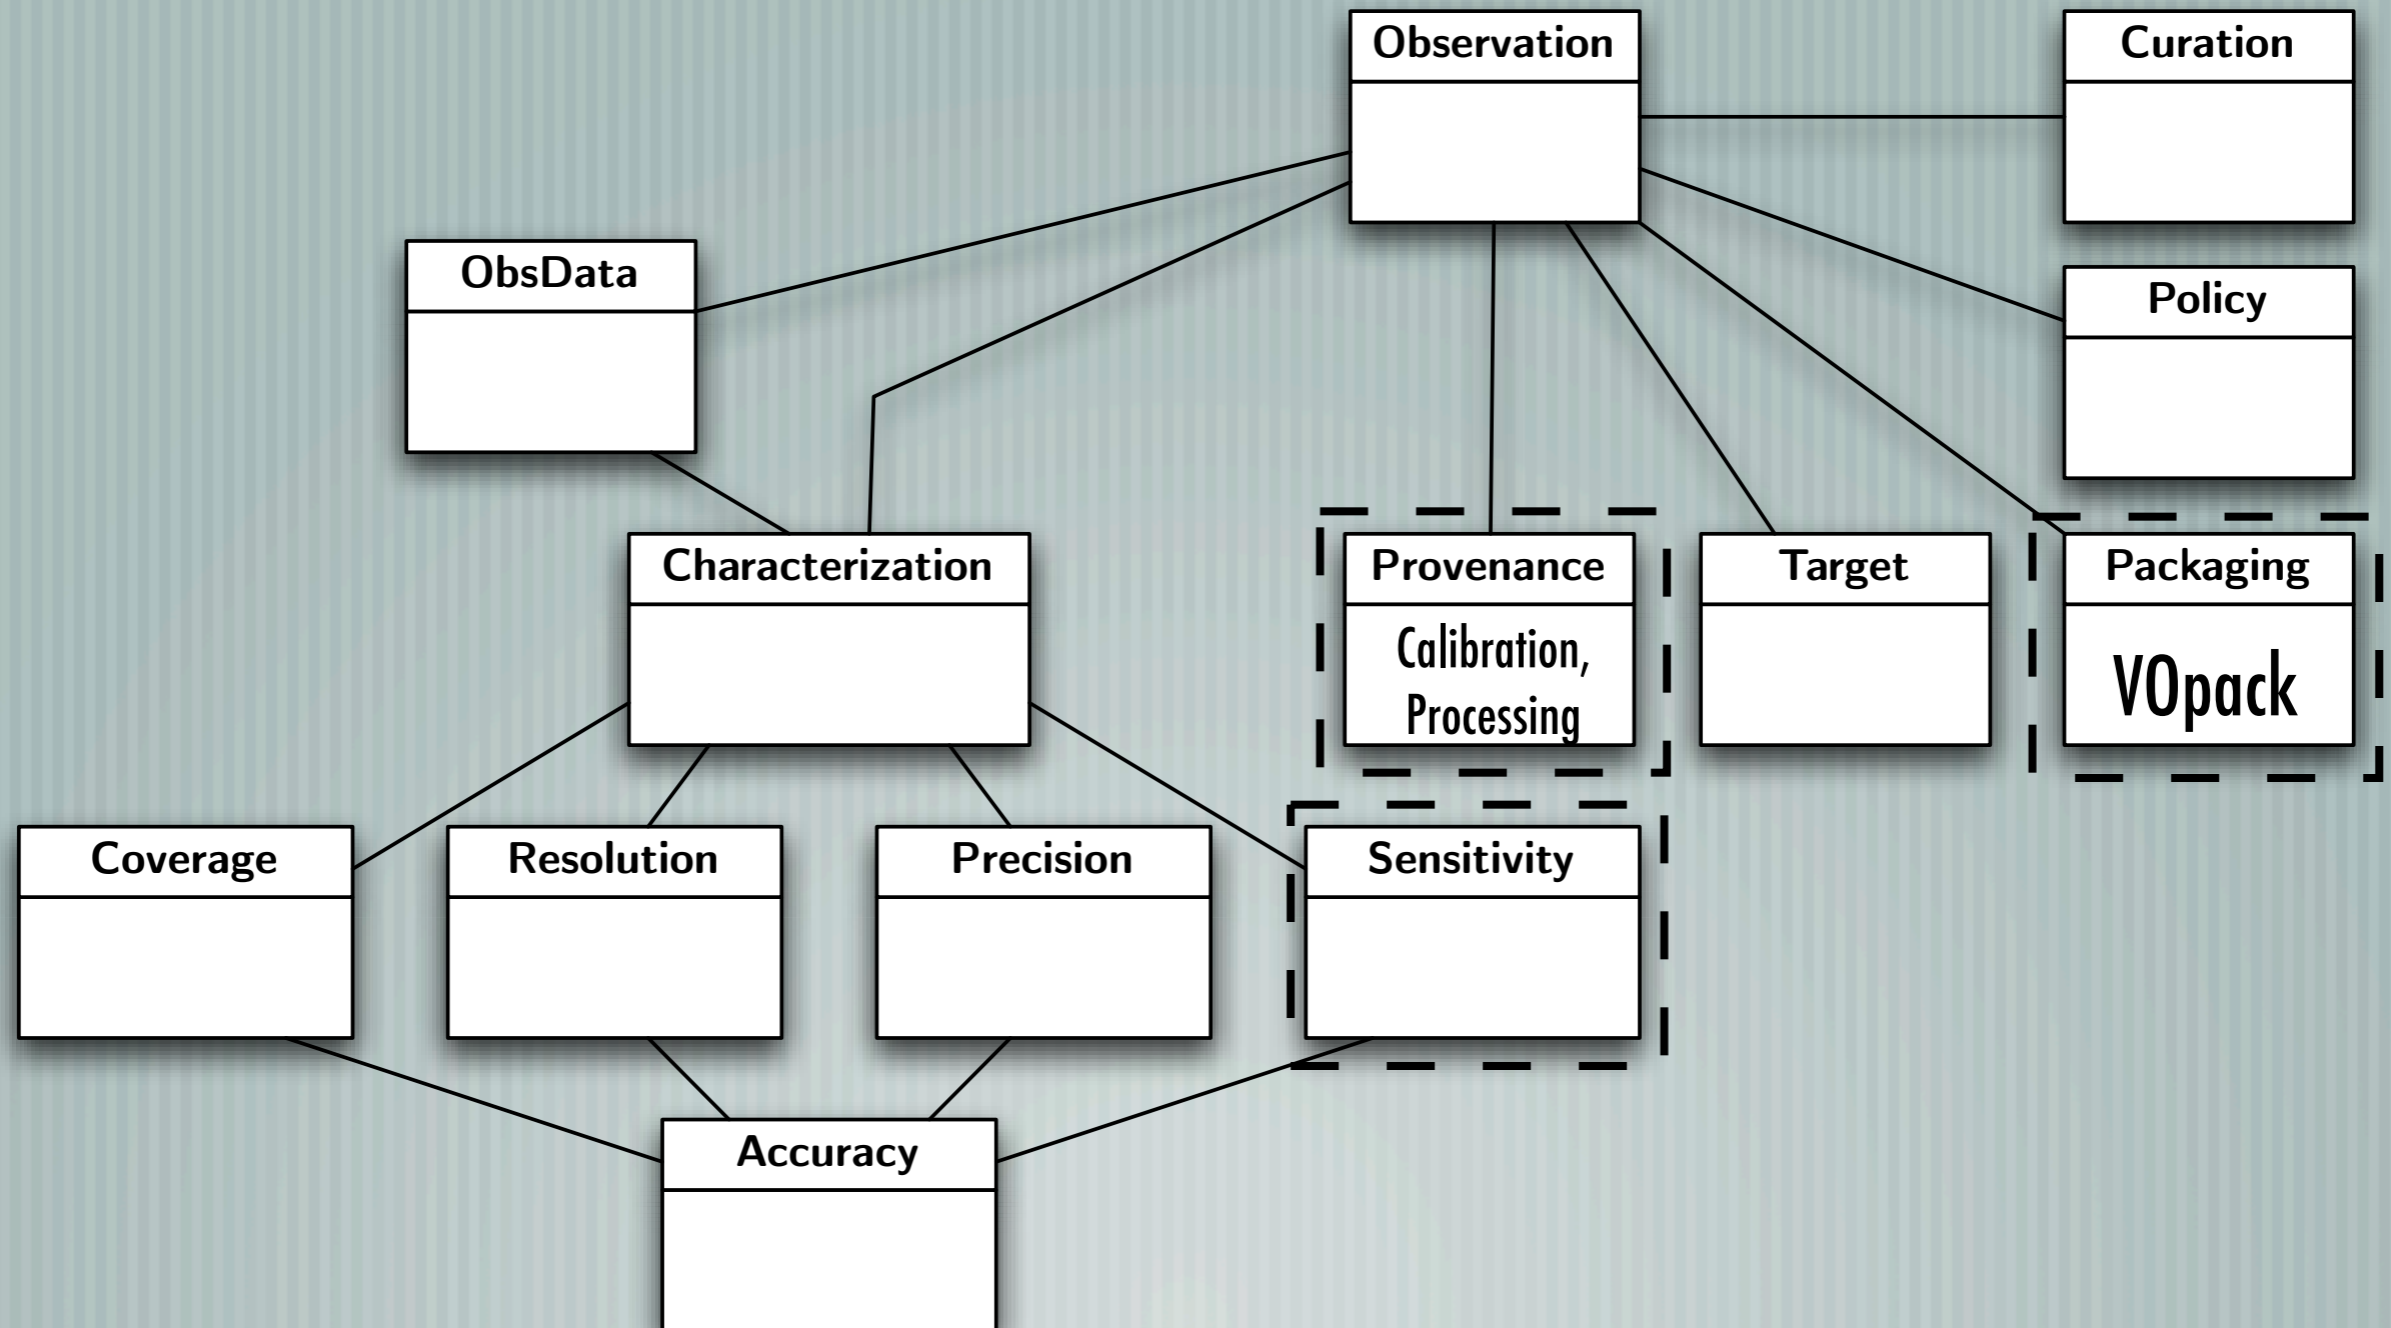 Observation
Curation
ObsData
Policy
Characterization
Provenance
Calibration,
Processing
Target
Packaging
VOpack
Coverage
Resolution
Precision
Sensitivity
Accuracy